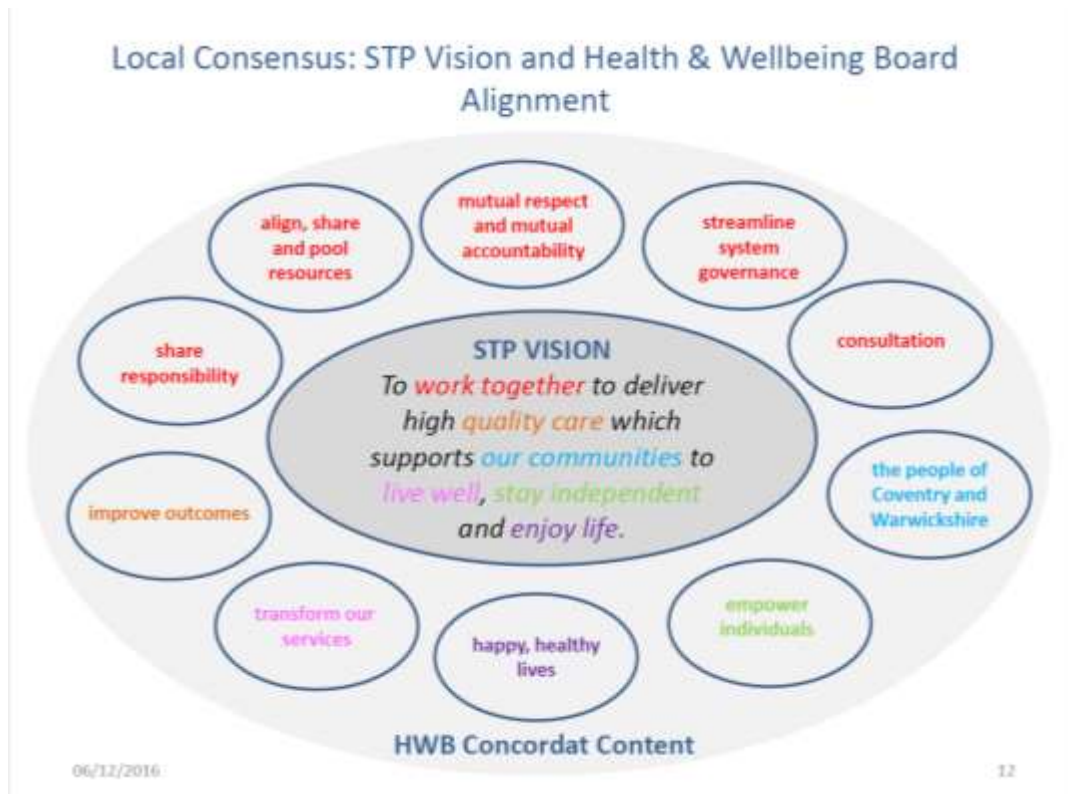 Local Consensus: STP Vision and Health & Wellbeing Board
Alignment
mutual respect
and mutual
accountability
align, share
and pool
resources
streamline
system
governance
share
responsibility
consultation
STP VISION
To work together to deliver
high quality care which
supports our communities to
live well, stay independent
and enjoy life.
improve outcomes
the people of
Coventry and
Warwickshire
transform our
services
happy, healthy
lives
empower
individuals
HWB Concordat Content
06/12/2016
12